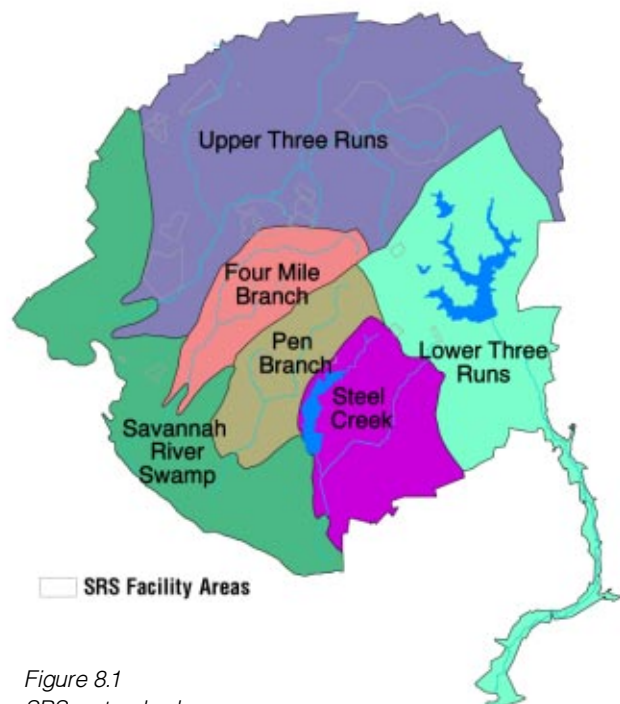 Upper Three Runs
Four Mile
Branch
Pen
Branch
Lower Three
Runs
Steel
Creek
Savannah
River
Swamp
SRS Facility Areas
Figure 8.1